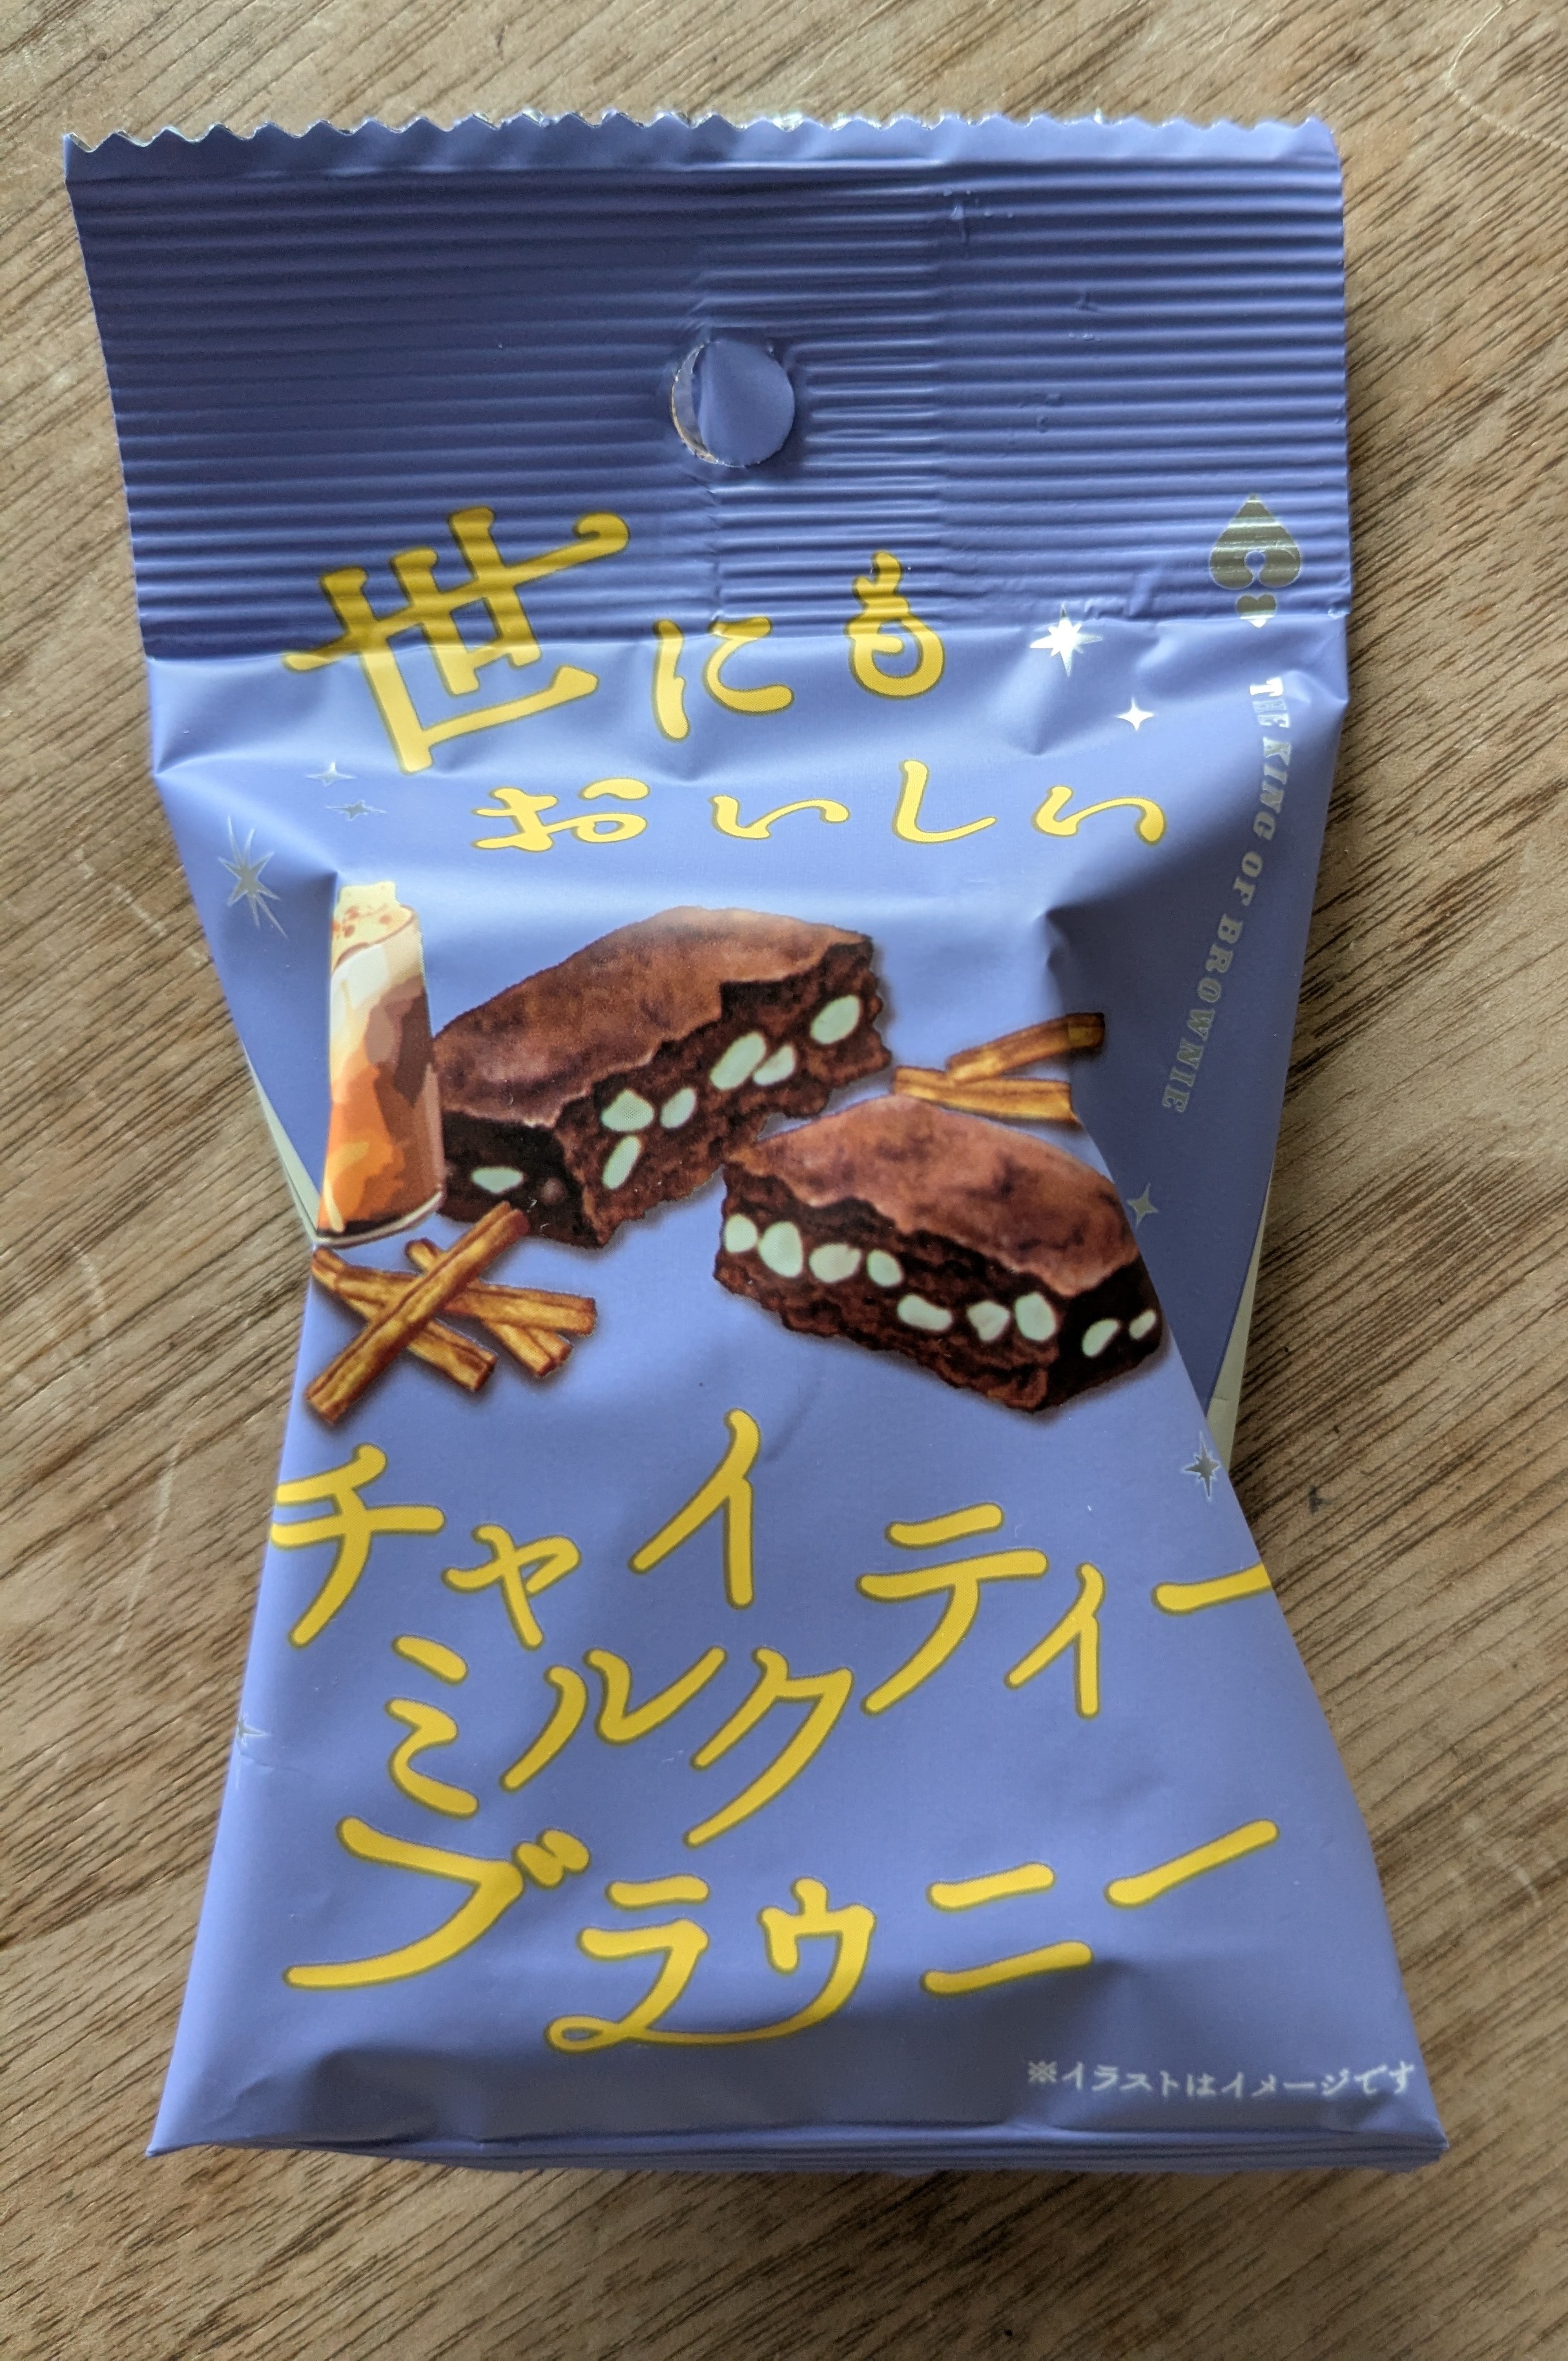 世にも
おいしい
THE KING OF BROWNIE
チャイティー
ミルク
ブラウニー
※イラストはイメージです